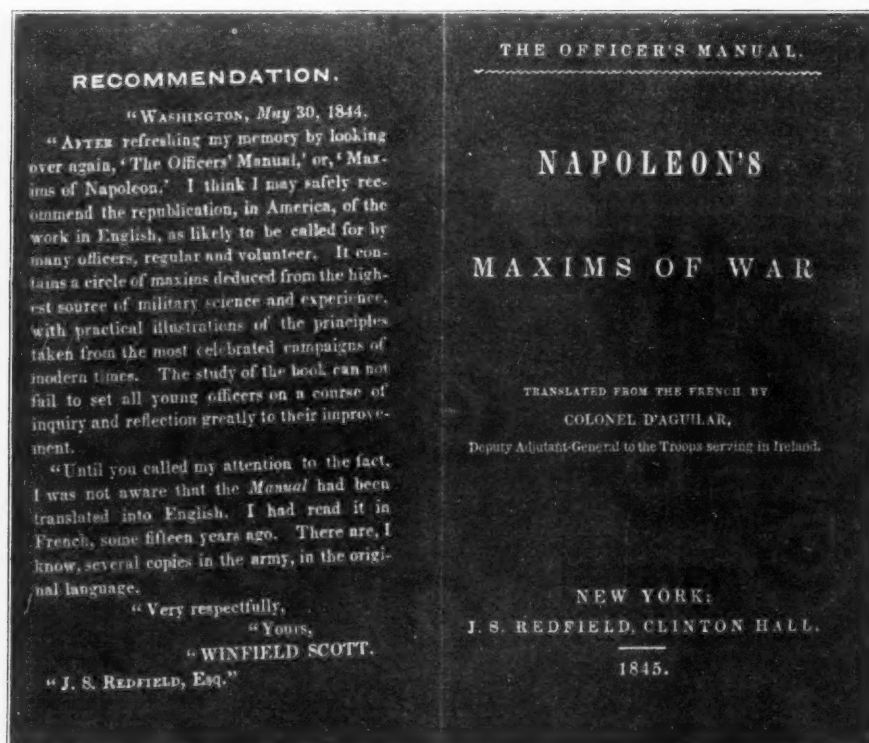 RECOMMENDATION.
"WASHINGTON, May 30, 1844.
"AFTER refreshing my memory by looking
over again, 'The Officers' Manual,' or, 'Max-
ims of Napoleon,' I think I may safely rec-
ommend the republication, in America, of the
work in English, as likely to be called for by
many officers, regular and volunteer. It con-
tains a circle of maxims deduced from the high-
est source of military science and experience,
with practical illustrations of the principles
taken from the most celebrated campaigns of
modern times. The study of the book can not
fail to set all young officers on a course of
inquiry and reflection greatly to their improve-
ment.
"Until you called my attention to the fact,
I was not aware that the Manual had been
translated into English. I had read it in
French, some fifteen years ago. There are, I
know, several copies in the army, in the origi-
nal language.
"Very respectfully,
"Yours,
"WINFIELD SCOTT.
"J. S. REDFIELD, Esq."
THE OFFICER'S MANUAL.
NAPOLEON'S
MAXIMS OF WAR
TRANSLATED FROM THE FRENCH BY
COLONEL D'AGUILAR,
Deputy Adjutant-General to the Troops serving in Ireland.
NEW YORK:
J. S. REDFIELD, CLINTON HALL.
1845.